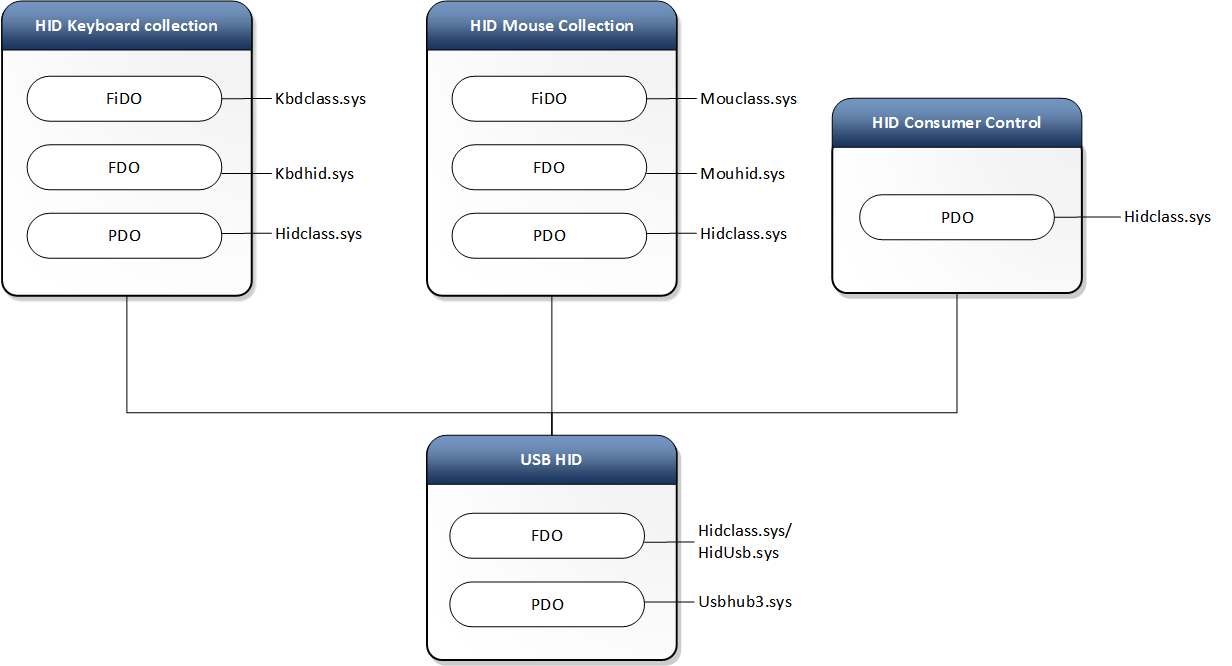 HID Keyboard collection
FiDO
Kbdclass.sys
FDO
Kbdhid.sys
PDO
Hidclass.sys
HID Mouse Collection
FiDO
Mouclass.sys
FDO
Mouhid.sys
PDO
Hidclass.sys
HID Consumer Control
PDO
Hidclass.sys
USB HID
FDO
Hidclass.sys/
HidUsb.sys
PDO
Usbhub3.sys